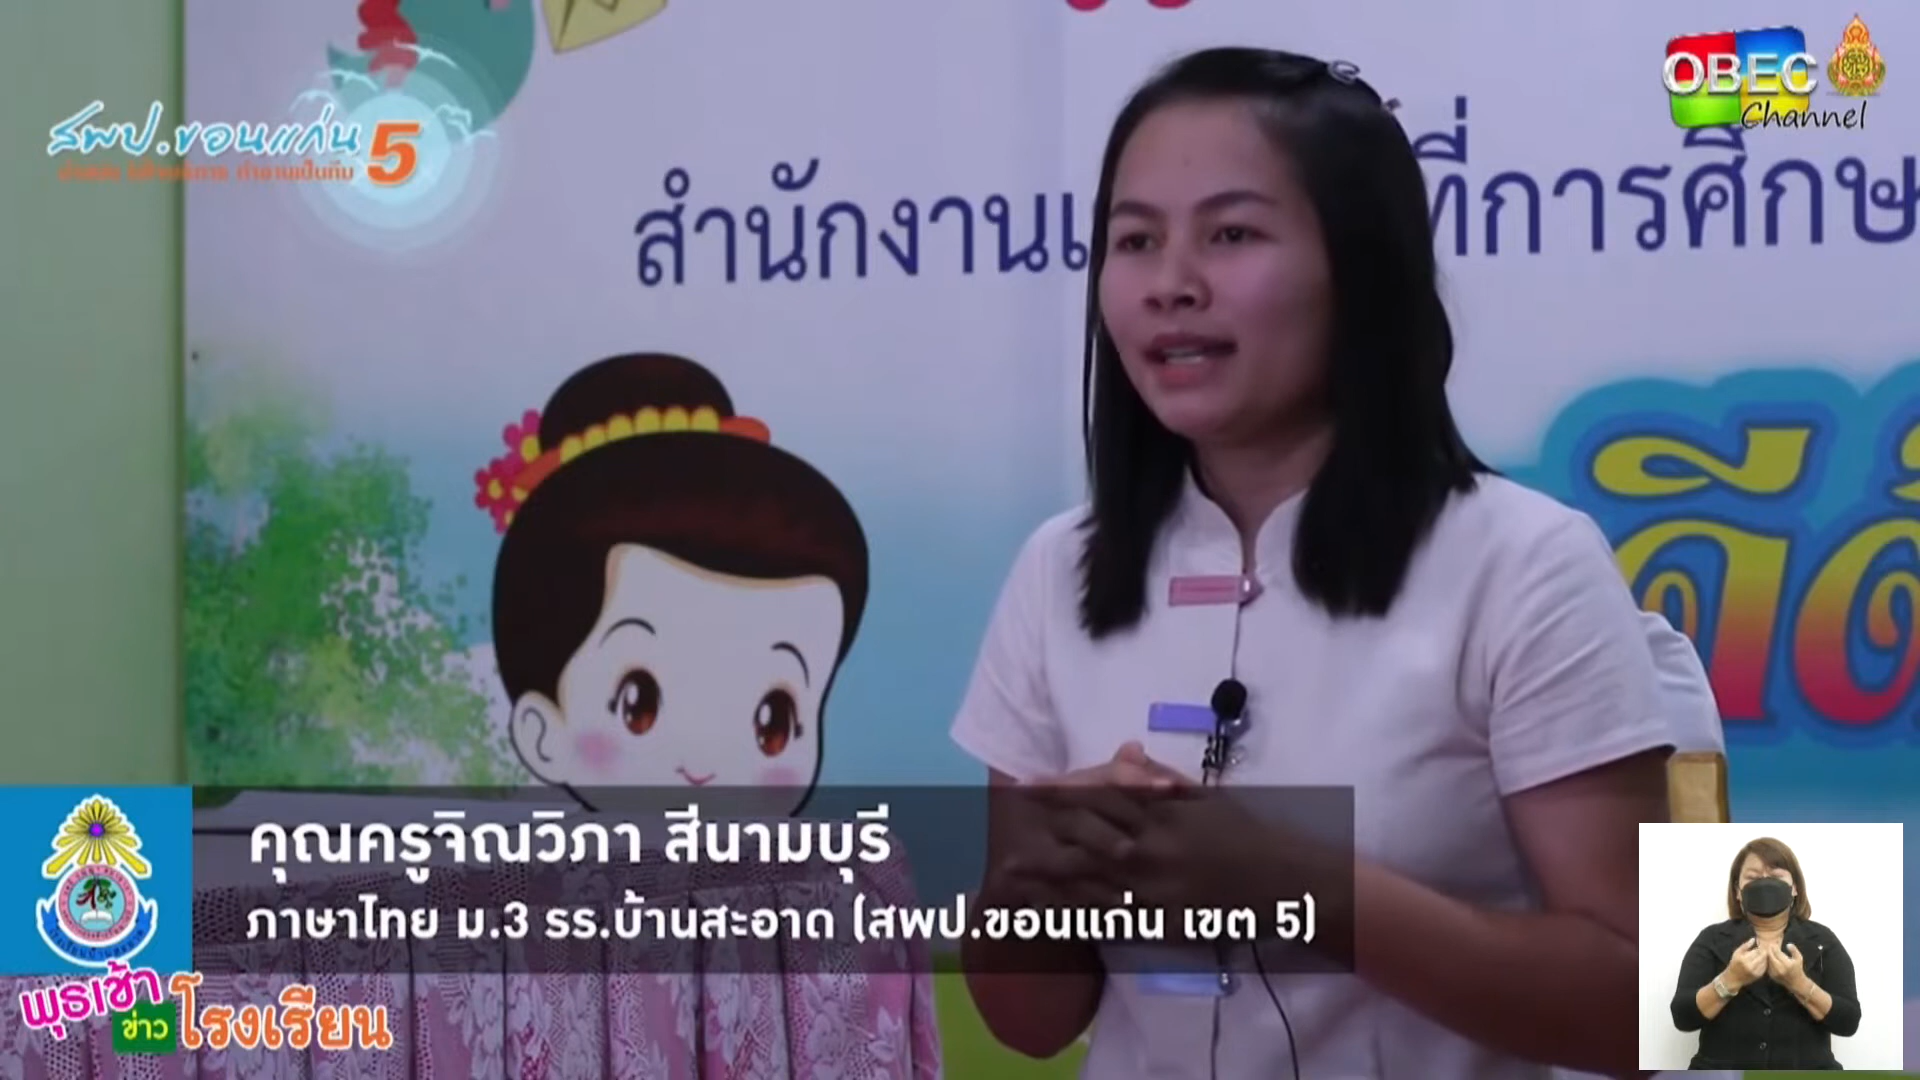 สพป.ขอนแก่น 5
OBEC
Channel
สำนักงานเ ที่การศึกษ
คุณครูจิณวิภา สีนามบุรี
ภาษาไทย ม.3 รร.บ้านสะอาด (สพป.ขอนแก่น เขต 5)
พุธเช้า
ข่าว
โรงเรียน